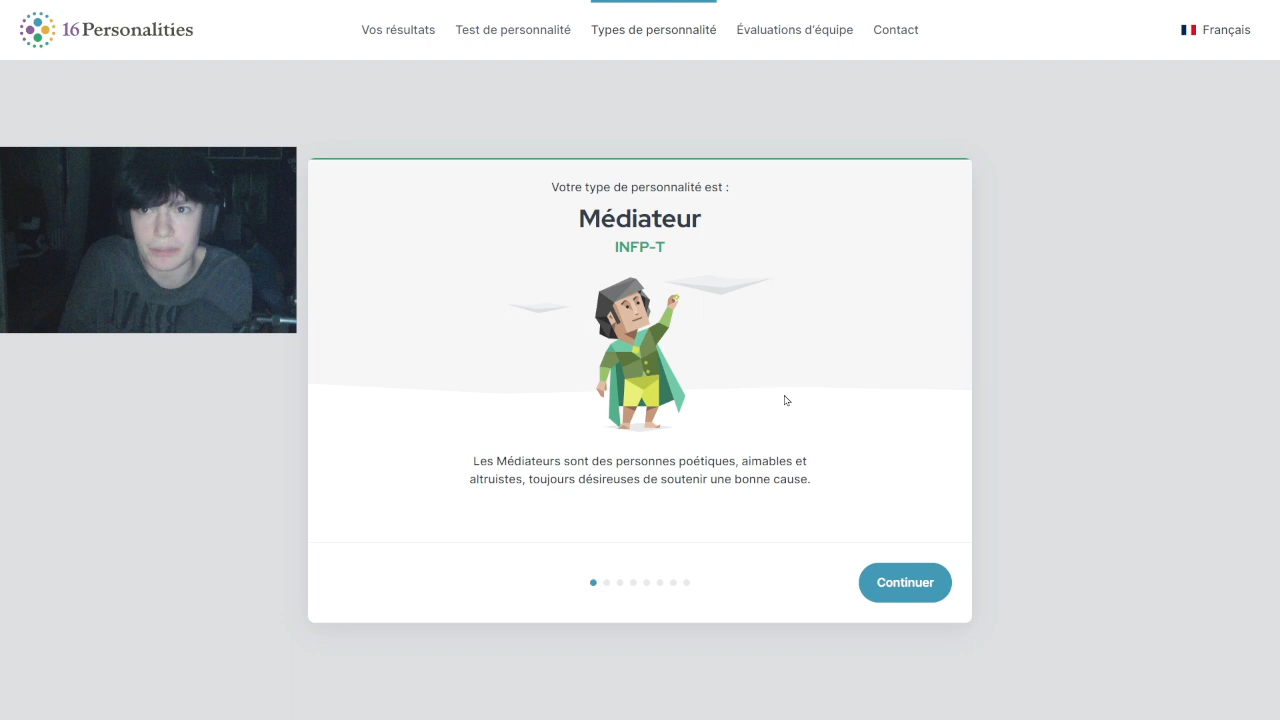 16Personalities
Vos résultats
Test de personnalité
Types de personnalité
Évaluations d'équipe
Contact
Français
Votre type de personnalité est :
Médiateur
INFP-T
Les Médiateurs sont des personnes poétiques, aimables et
altruistes, toujours désireuses de soutenir une bonne cause.
Continuer